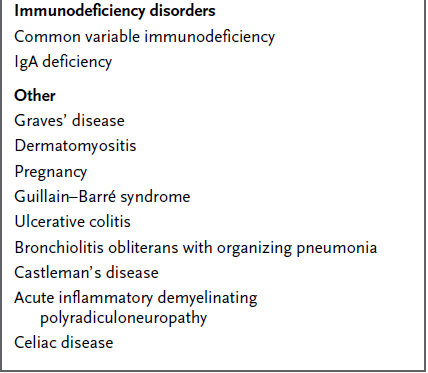 Immunodeficiency disorders
Common variable immunodeficiency
IgA deficiency
Other
Graves’ disease
Dermatomyositis
Pregnancy
Guillain–Barré syndrome
Ulcerative colitis
Bronchiolitis obliterans with organizing pneumonia
Castleman’s disease
Acute inflammatory demyelinating
polyradiculoneuropathy
Celiac disease